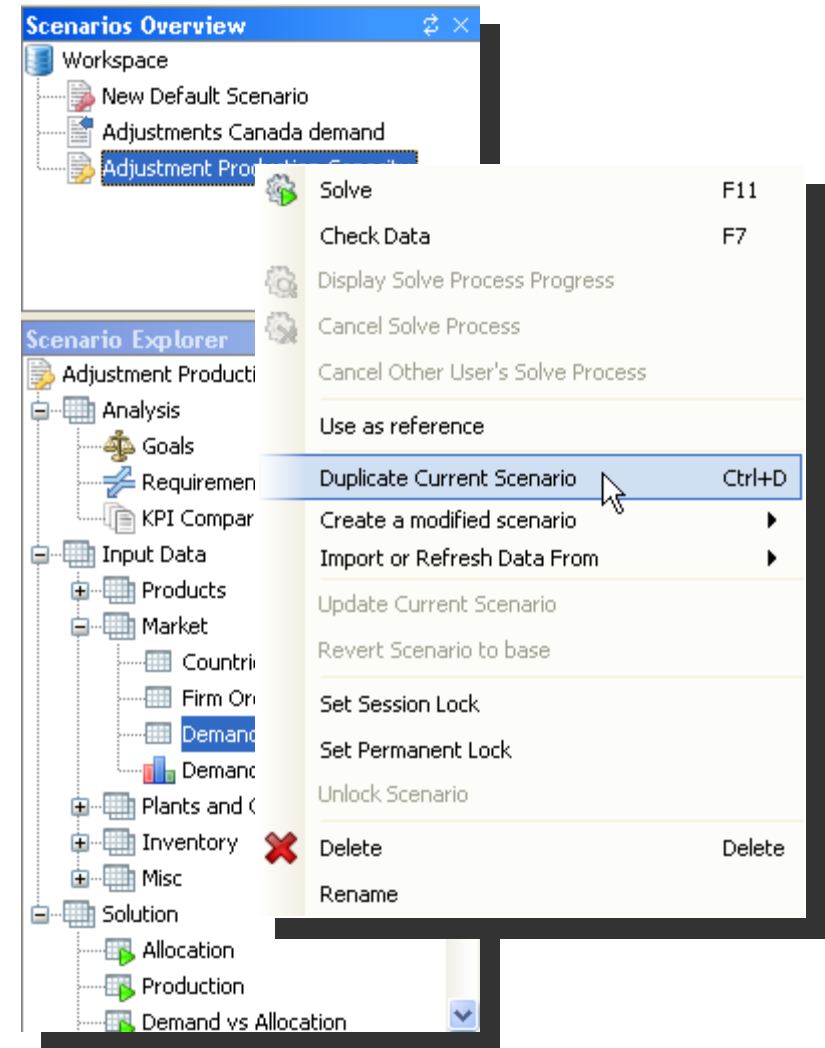 Scenarios Overview
Workspace
New Default Scenario
Adjustments Canada demand
Adjustment Production Capacity
Solve F11
Check Data F7
Display Solve Process Progress
Cancel Solve Process
Cancel Other User's Solve Process
Use as reference
Duplicate Current Scenario Ctrl+D
Create a modified scenario
Import or Refresh Data From
Update Current Scenario
Revert Scenario to base
Set Session Lock
Set Permanent Lock
Unlock Scenario
Delete Delete
Rename
Scenario Explorer
Adjustment Producti
Analysis
Goals
Requiremen
KPI Compar
Input Data
Products
Market
Countri
Firm Or
Demand
Demand
Plants and
Inventory
Misc
Solution
Allocation
Production
Demand vs Allocation